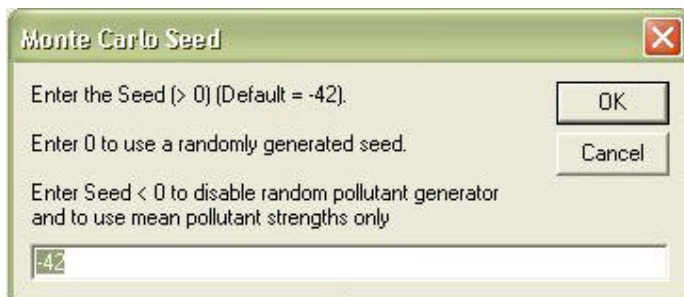 Monte Carlo Seed
Enter the Seed (> 0) (Default = -42).
OK
Enter 0 to use a randomly generated seed.
Cancel
Enter Seed < 0 to disable random pollutant generator
and to use mean pollutant strengths only
-42